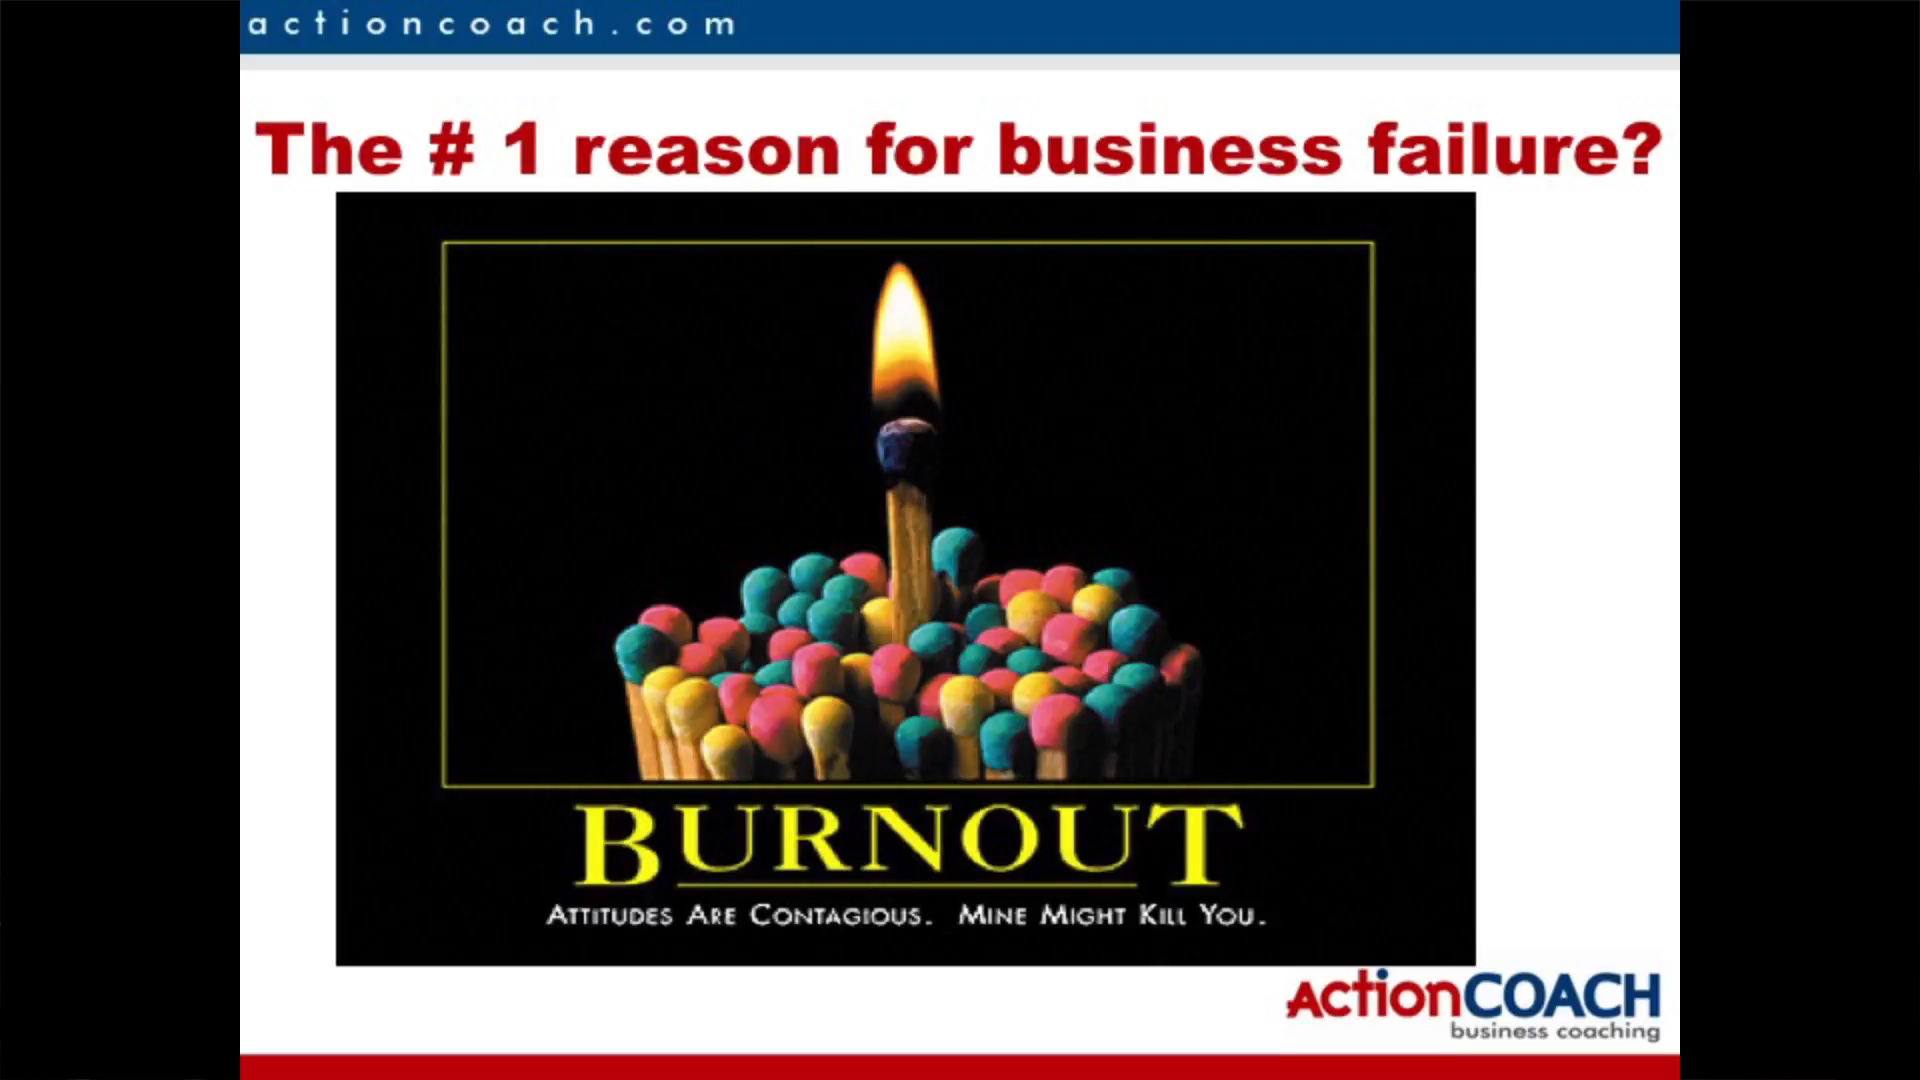 actioncoach.com
The # 1 reason for business failure?
BURNOUT
ATTITUDES ARE CONTAGIOUS. MINE MIGHT KILL YOU.
ActionCOACH
business coaching